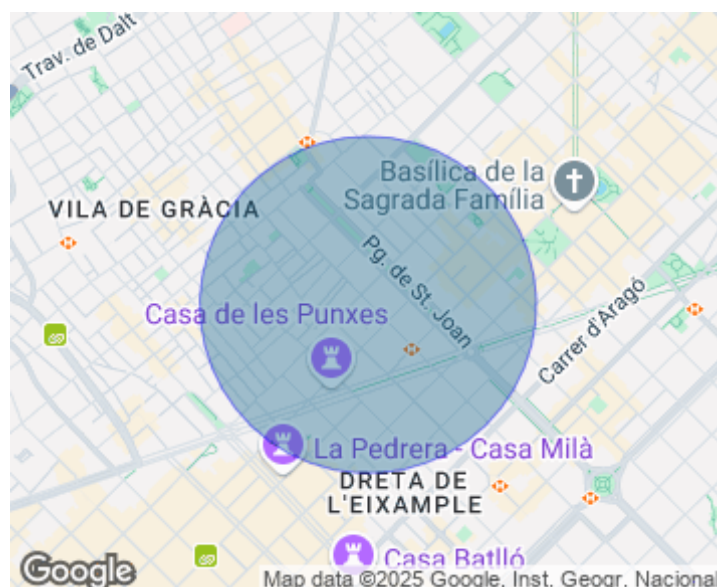 Trav. de Dalt
Basílica de la
Sagrada Família
VILA DE GRÀCIA
Pg. de St. Joan
Casa de les Punxes
Carrer d'Aragó
La Pedrera - Casa Milà
DRETA DE
L'EIXAMPLE
Casa Batlló
Google
Map data ©2025 Google, Inst. Geogr. Nacional